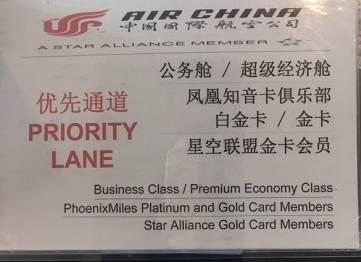 AIR CHINA
中国国际航空公司
A STAR ALLIANCE MEMBER
公务舱 / 超级经济舱
优先通道
PRIORITY
LANE
凤凰知音卡俱乐部
白金卡 / 金卡
星空联盟金卡会员
Business Class / Premium Economy Class
PhoenixMiles Platinum and Gold Card Members
Star Alliance Gold Card Members